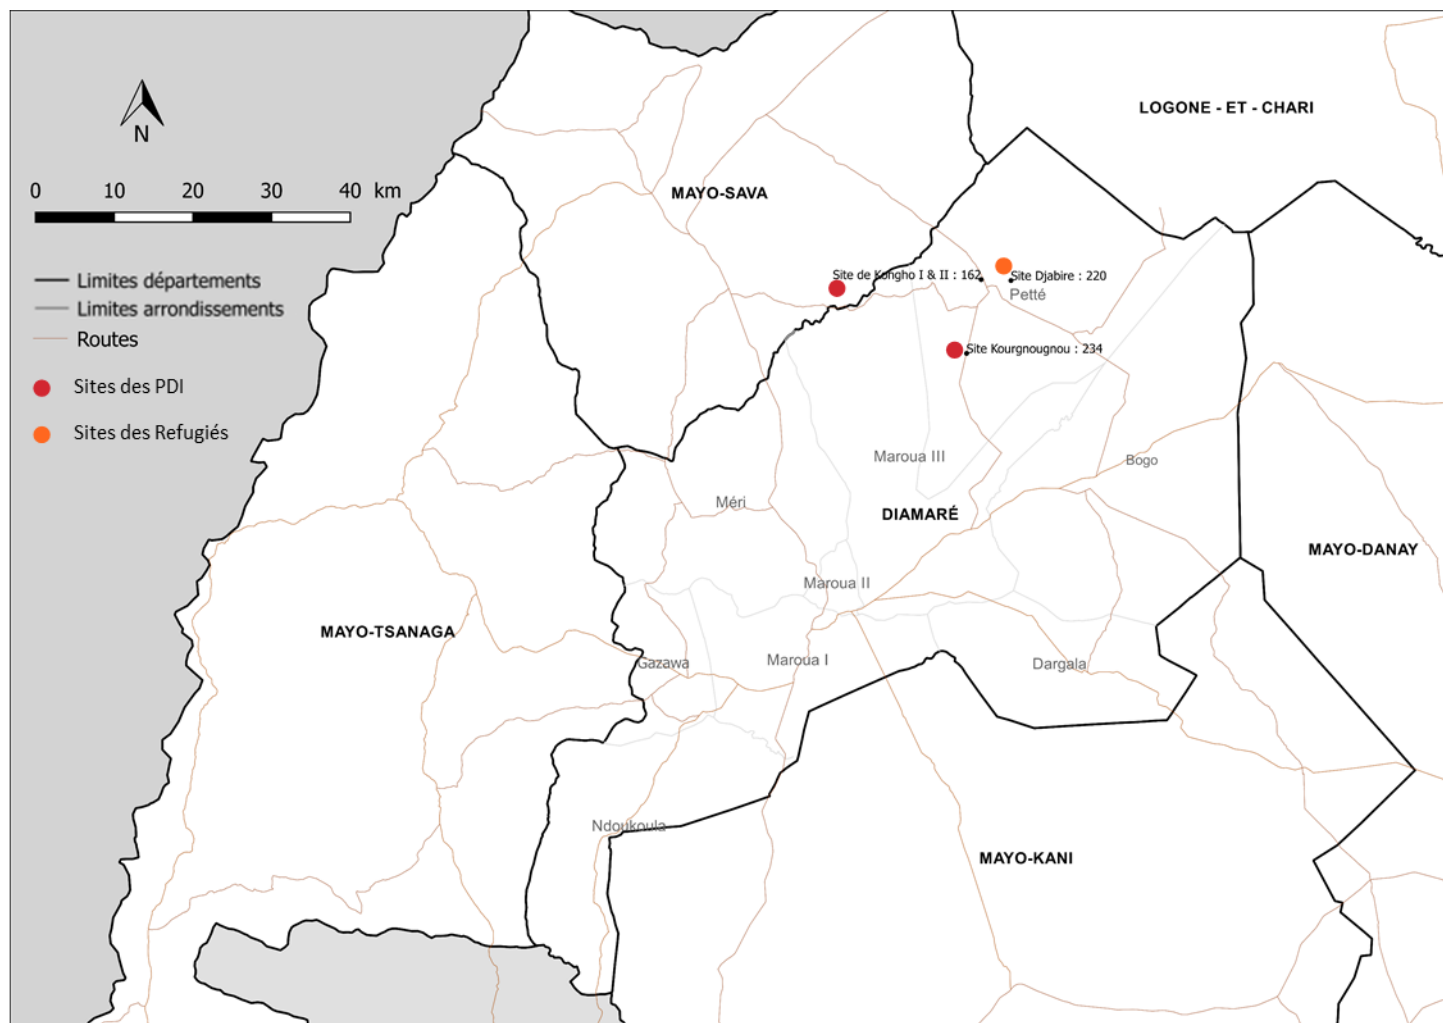 LOGONE - ET - CHARI
N
0 10 20 30 40 km
MAYO-SAVA
Limites départements
Limites arrondissements
Routes
Sites des PDI
Sites des Refugiés
Site de Kongho I & II : 162
Site Djabire : 220
Petté
Site Kourgnougnou : 234
Maroua III
Bogo
Méri
DIAMARÉ
MAYO-DANAY
Maroua II
MAYO-TSANAGA
Gazawa
Maroua I
Dargala
Ndoukoula
MAYO-KANI